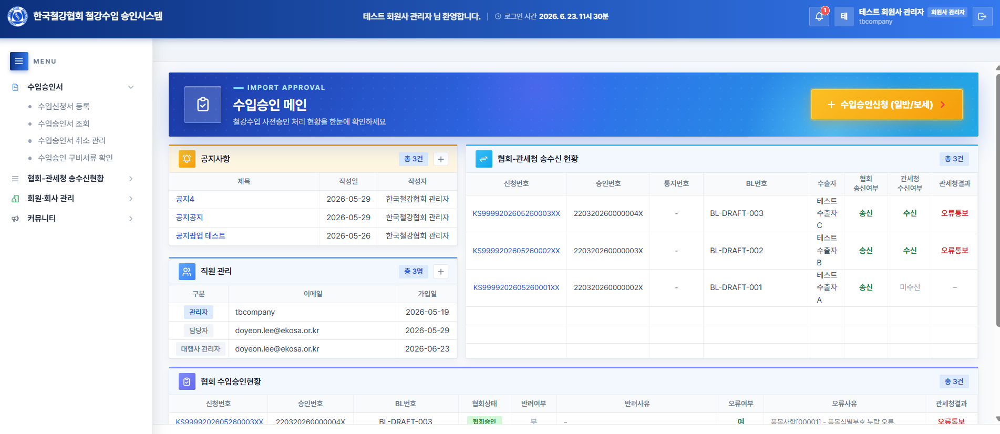 한국철강협회 철강수입 승인시스템
테스트 회원사 관리자 님 환영합니다. | 로그인 시간 2026. 6. 23. 11시 30분
1
테 테스트 회원사 관리자 회원사 관리자
tbcompany
MENU
수입승인서
수입신청서 등록
수입승인서 조회
수입승인서 취소 관리
수입승인 구비서류 확인
협회-관세청 송수신현황
회원·회사 관리
커뮤니티
IMPORT APPROVAL
수입승인 메인
철강수입 사전승인 처리 현황을 한눈에 확인하세요
+ 수입승인신청 (일반/보세)
공지사항 총 3건 +
제목 작성일 작성자
공지4 2026-05-29 한국철강협회 관리자
공지공지 2026-05-29 한국철강협회 관리자
공지팝업 테스트 2026-05-26 한국철강협회 관리자
직원 관리 총 3명 +
구분 이메일 가입일
관리자 tbcompany 2026-05-19
담당자 doyeon.lee@ekosa.or.kr 2026-05-29
대행사 관리자 doyeon.lee@ekosa.or.kr 2026-06-23
협회-관세청 송수신 현황 총 3건
신청번호 승인번호 통지번호 BL번호 수출자 협회 송신여부 관세청 수신여부 관세청결과
KS9999202605260003XX 220320260000004X - BL-DRAFT-003 테스트 수출자 C 송신 수신 오류통보
KS9999202605260002XX 220320260000003X - BL-DRAFT-002 테스트 수출자 B 송신 수신 오류통보
KS9999202605260001XX 220320260000002X - BL-DRAFT-001 테스트 수출자 A 송신 미수신 –
협회 수입승인현황 총 3건
신청번호 승인번호 BL번호 협회상태 반려여부 반려사유 오류여부 오류사유 관세청결과
KS9999202605260003XX 220320260000004X BL-DRAFT-003 협회승인 부 – 여 품목사항[00001] - 품목식별부호 누락 오류. 오류통보